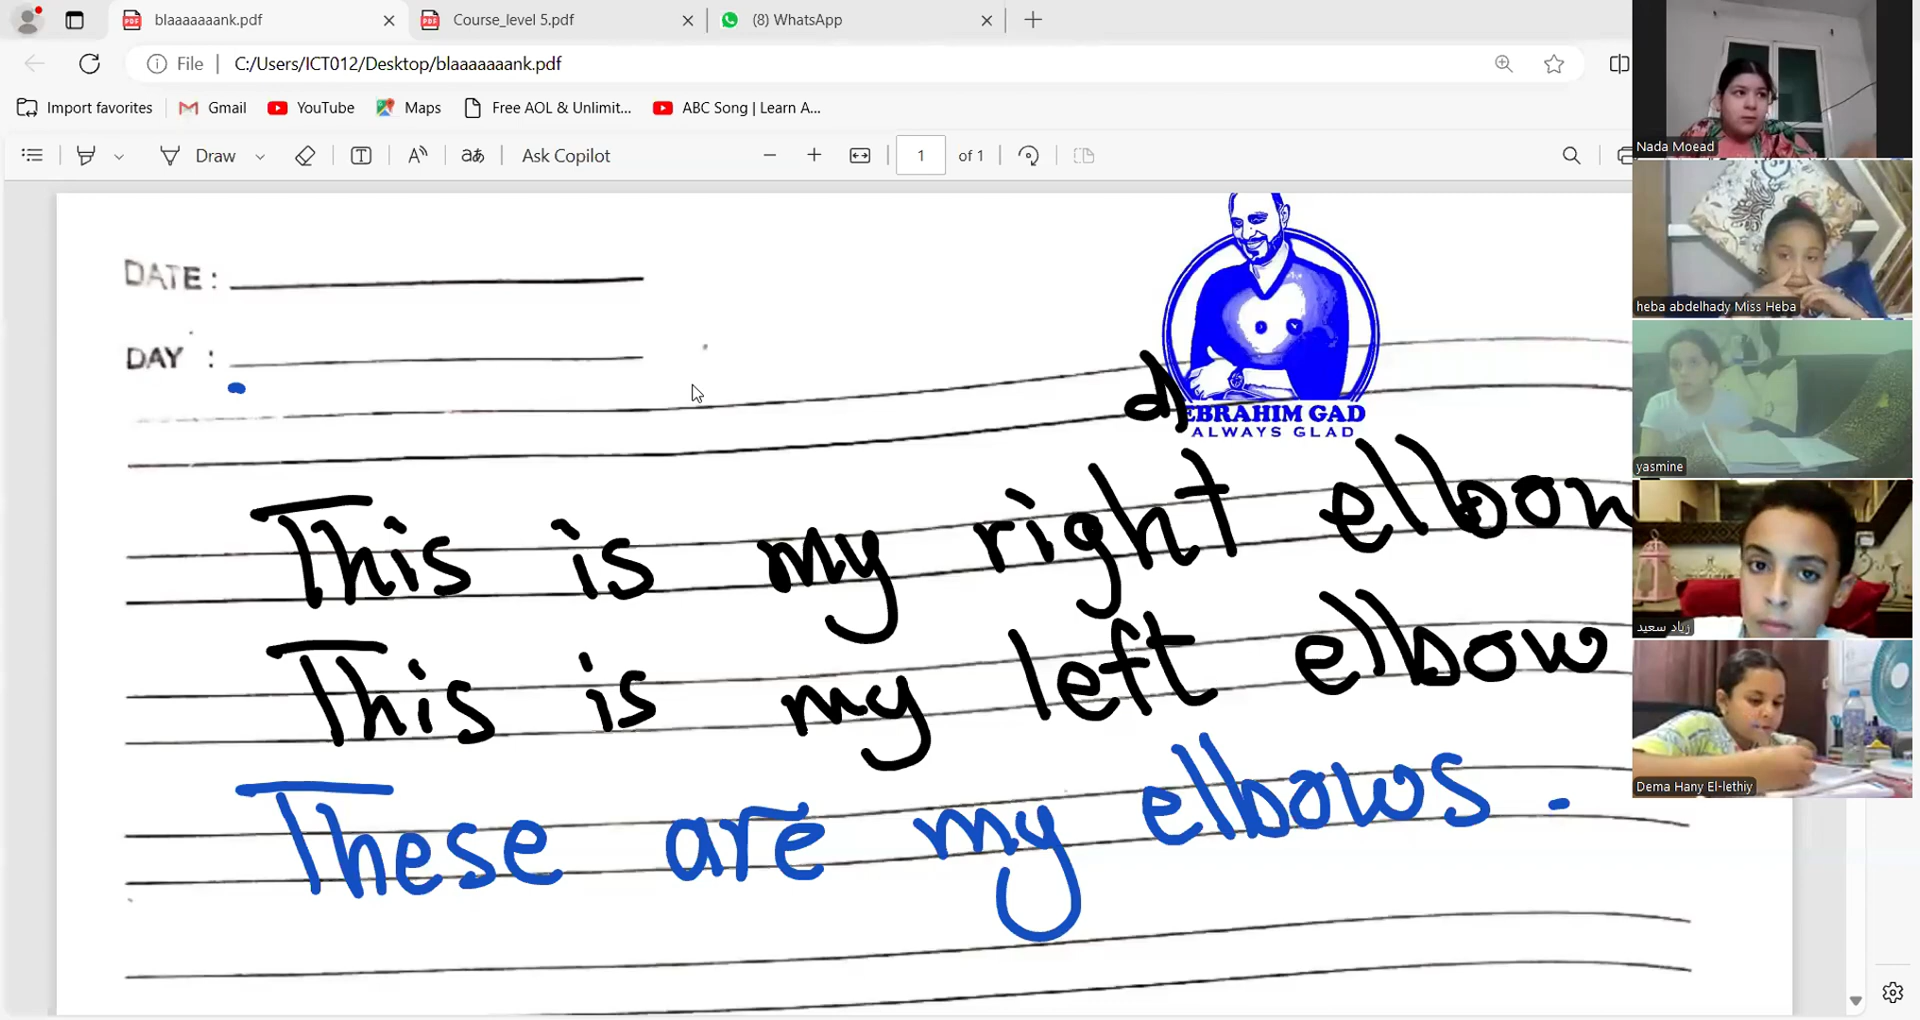 blaaaaaaank.pdf
Course_level 5.pdf
(8) WhatsApp
File
C:/Users/ICT012/Desktop/blaaaaaaank.pdf
Import favorites
Gmail
YouTube
Maps
Free AOL & Unlimit...
ABC Song | Learn A...
Draw
Ask Copilot
1 of 1
DATE :
DAY :
d
EBRAHIM GAD
ALWAYS GLAD
This is my right elbow
This is my left elbow
These are my elbows.
Nada Moead
heba abdelhady Miss Heba
yasmine
زياد سعيد
Dema Hany El-lethiy